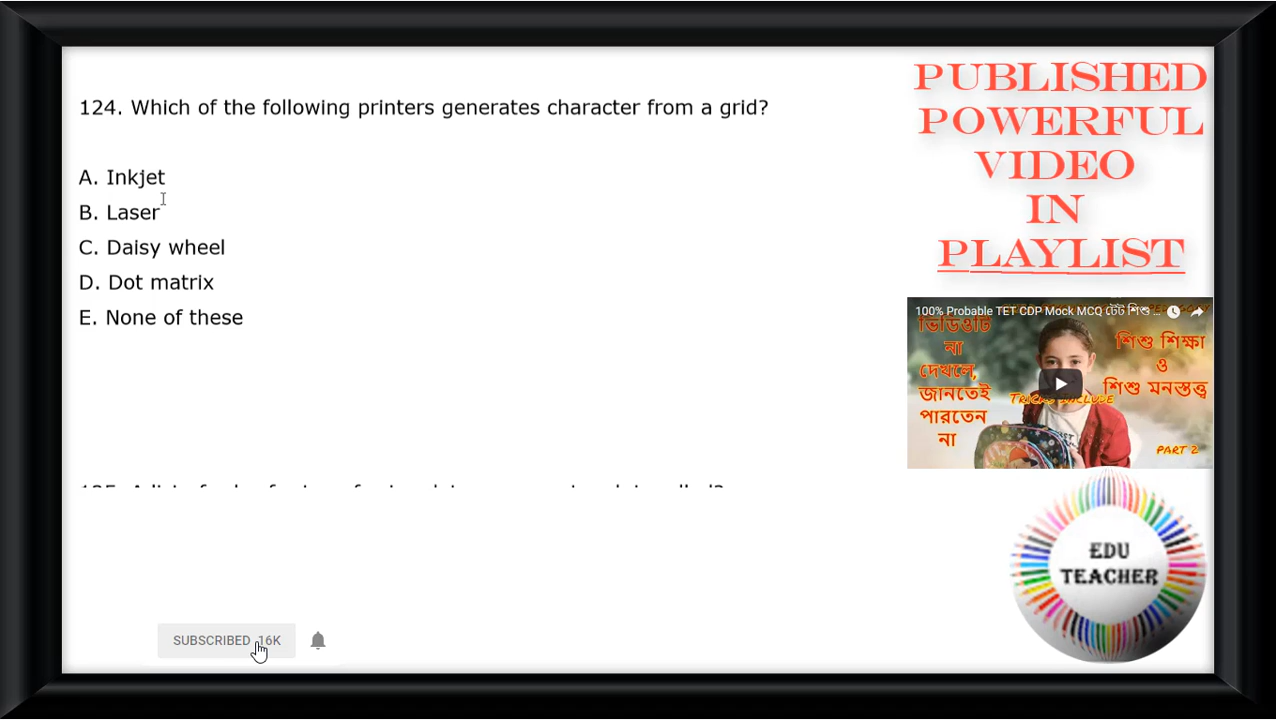 124. Which of the following printers generates character from a grid?
A. Inkjet
B. Laser
C. Daisy wheel
D. Dot matrix
E. None of these
SUBSCRIBED 16K
PUBLISHED
POWERFUL
VIDEO
IN
PLAYLIST
100% Probable TET CDP Mock MCQ টেট শিশু ...
ভিডিওটি
না
দেখলে,
জানতেই
পারতেন
না
শিশু শিক্ষা
ও
শিশু মনস্তত্ত্ব
TRICKS INCLUDE
PART 2
EDU
TEACHER